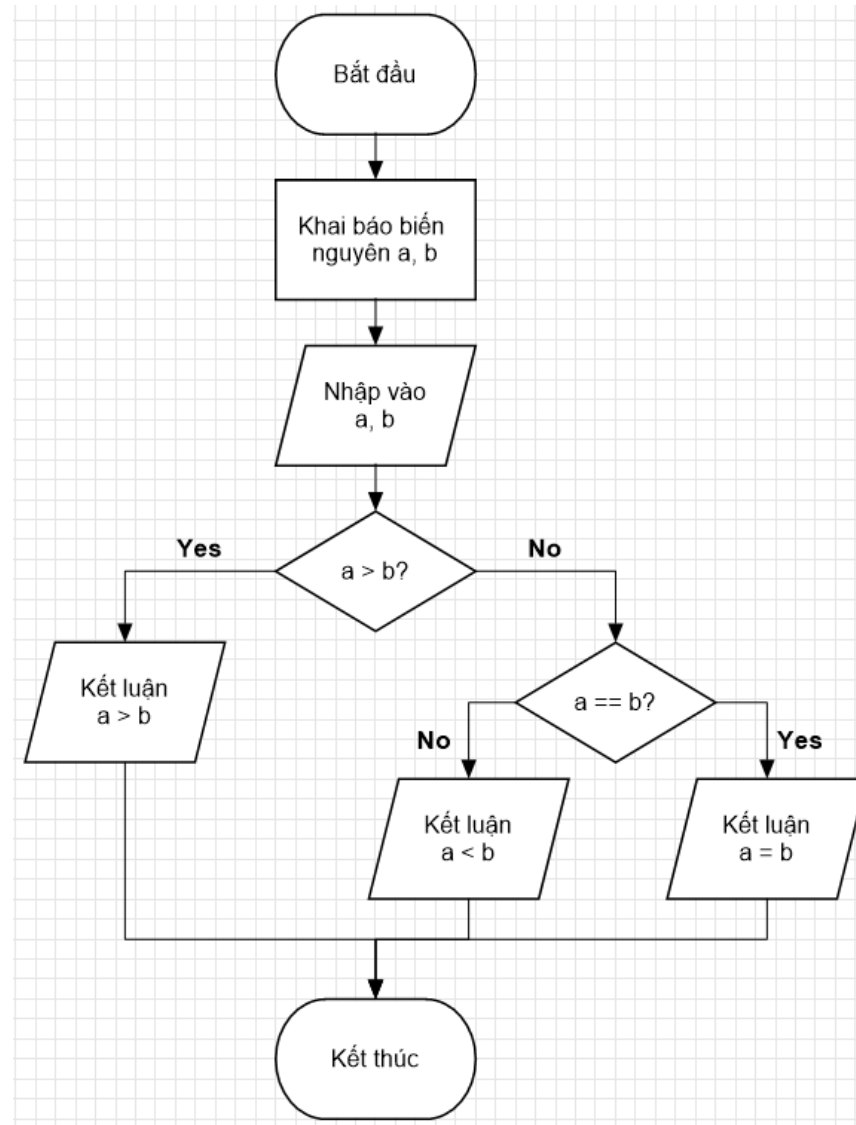 Bắt đầu
Khai báo biến
nguyên a, b
Nhập vào
a, b
Yes
No
a > b?
Kết luận
a > b
a == b?
No
Yes
Kết luận
a < b
Kết luận
a = b
Kết thúc